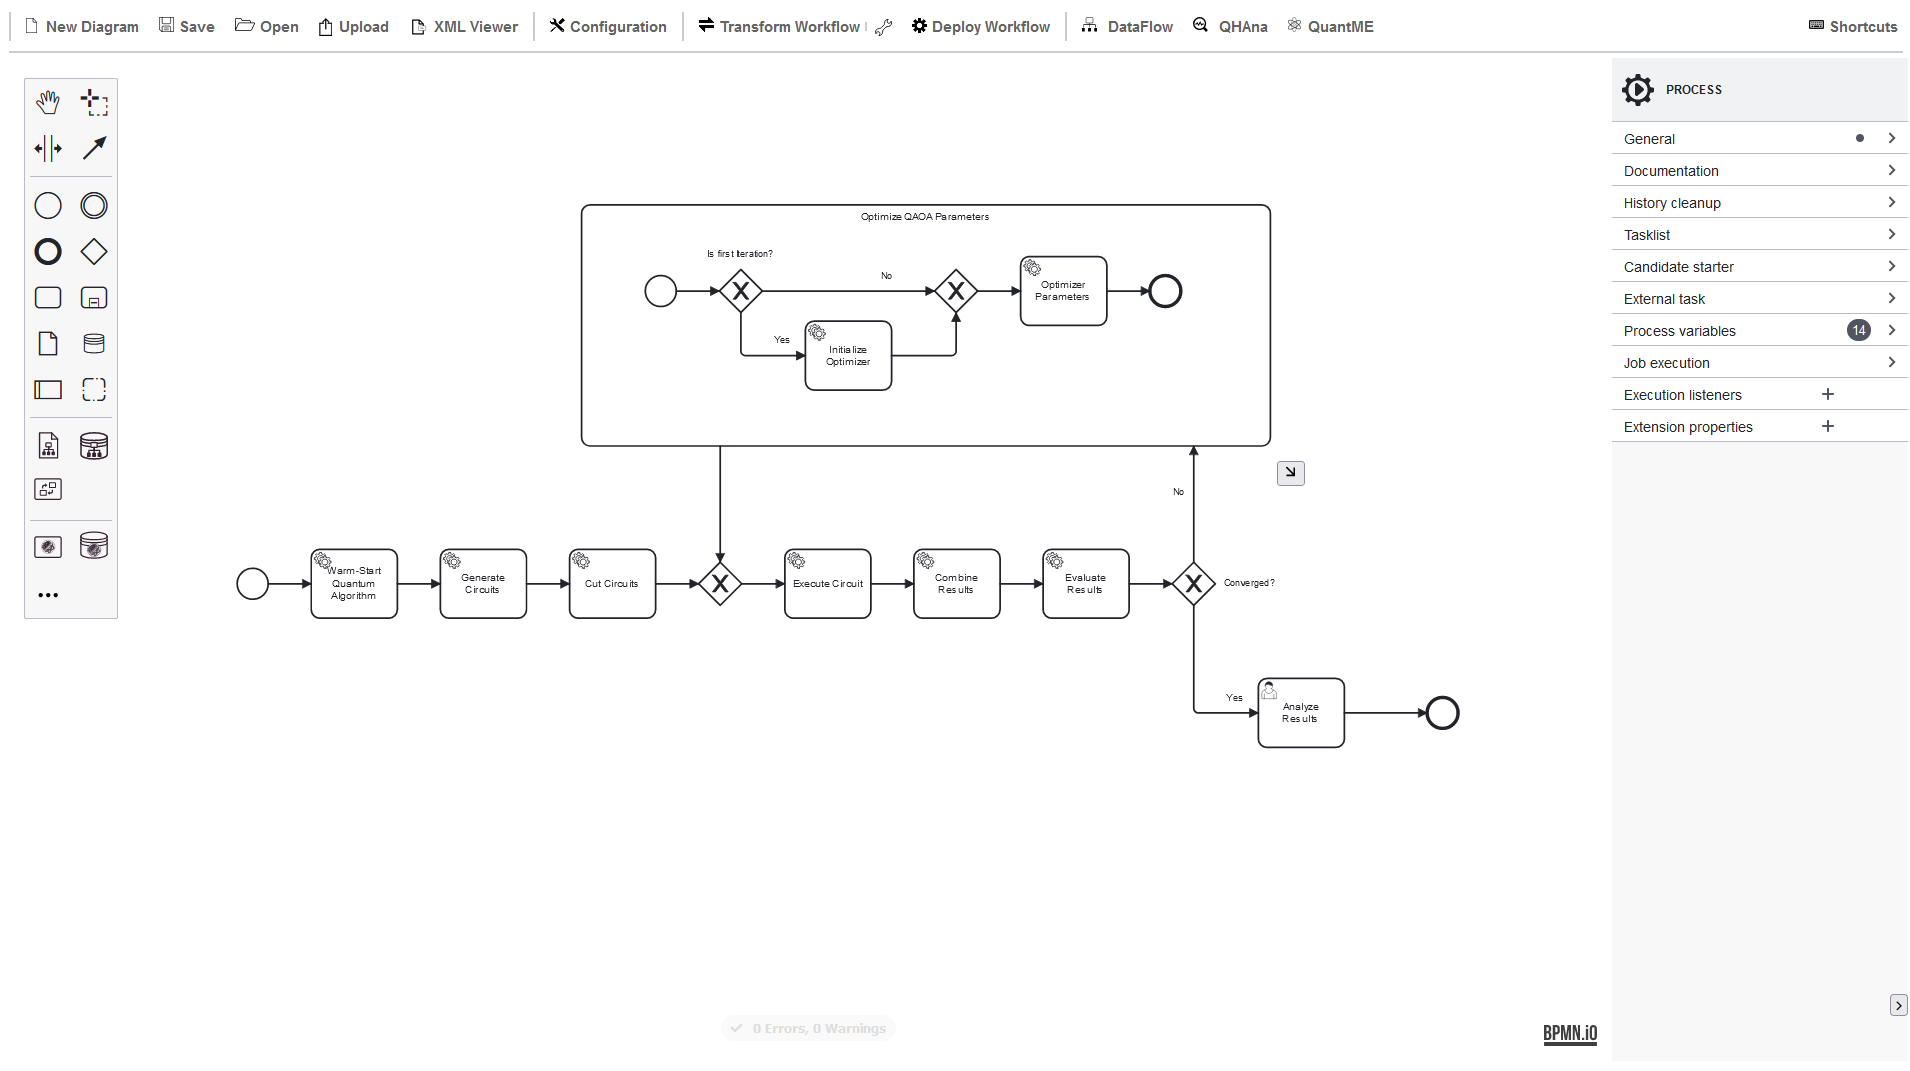 New Diagram Save Open Upload XML Viewer Configuration Transform Workflow Deploy Workflow DataFlow QHAna QuantME Shortcuts
PROCESS
General
Documentation
History cleanup
Tasklist
Candidate starter
External task
Process variables 14
Job execution
Execution listeners
Extension properties
Optimize QAOA Parameters
Is first Iteration?
No
Optimizer
Parameters
Yes
Initialize
Optimizer
No
Warm-Start
Quantum
Algorithm
Generate
Circuits
Cut Circuits
Execute Circuit
Combine
Results
Evaluate
Results
Converged?
Yes
Analyze
Results
0 Errors, 0 Warnings
BPMN.iO